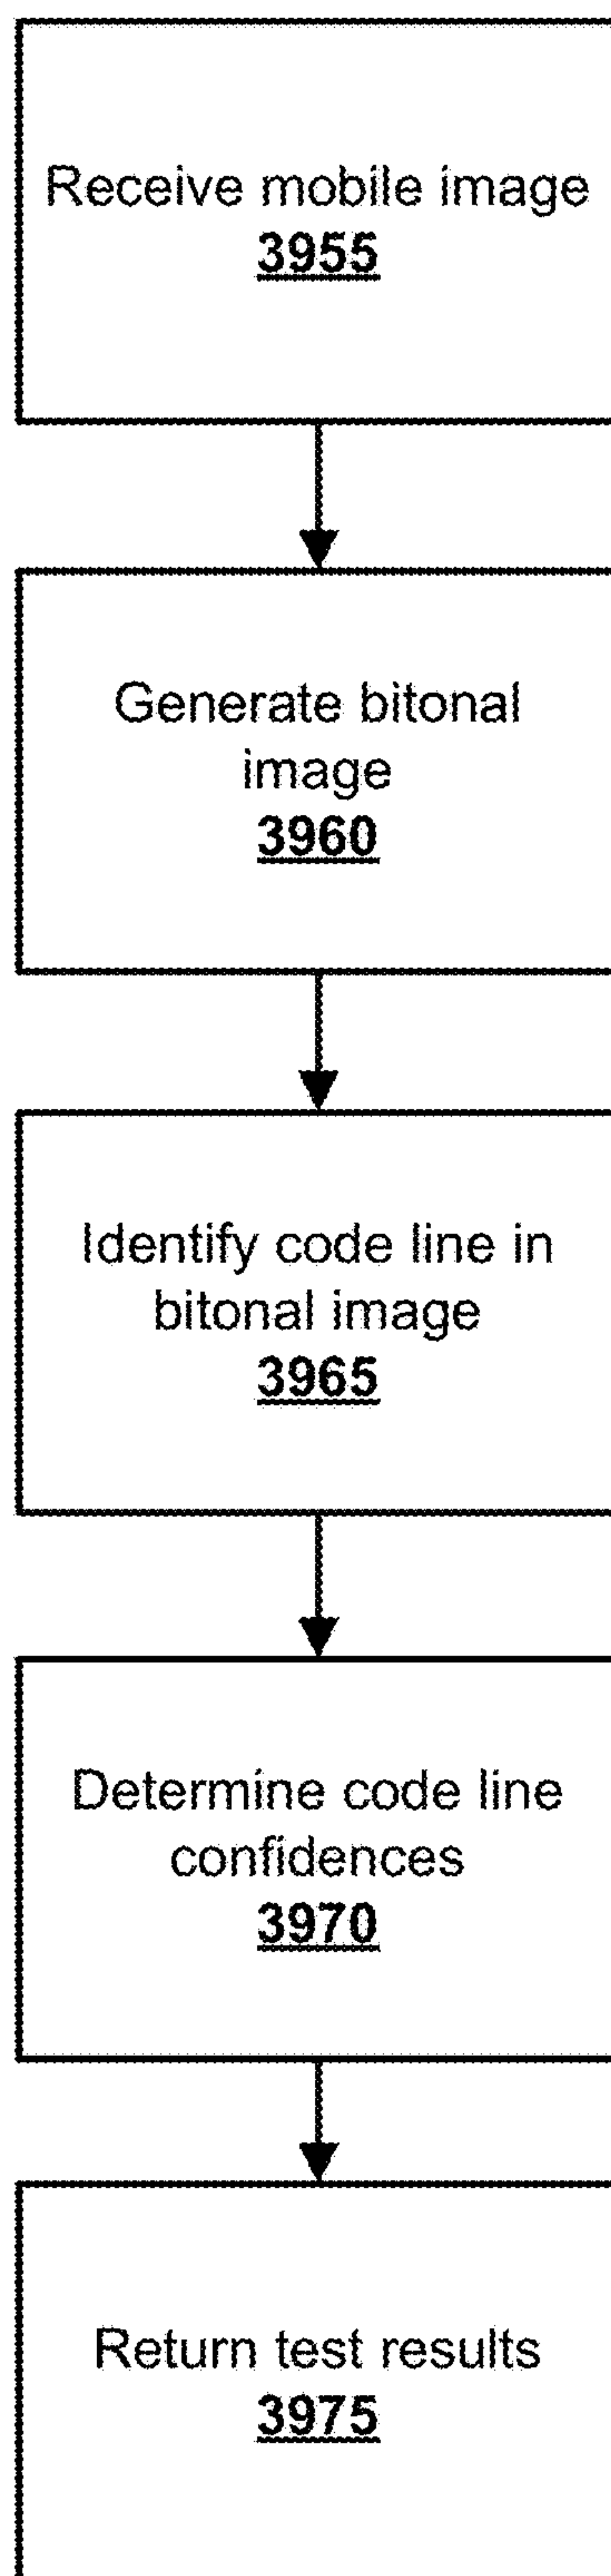 Receive mobile image
3955
Generate bitonal
image
3960
Identify code line in
bitonal image
3965
Determine code line
confidences
3970
Return test results
3975